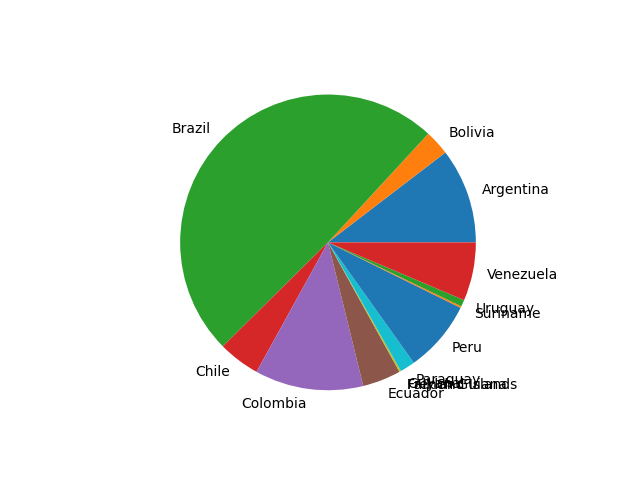 Brazil
Bolivia
Argentina
Venezuela
Uruguay
Suriname
Peru
Paraguay
Chile
Ecuador
Colombia